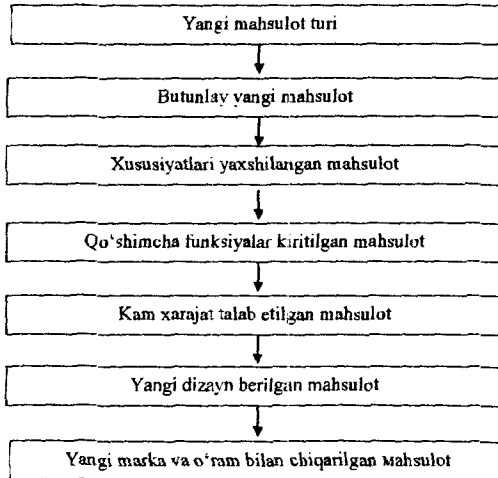 Yangi mahsulot turi
Butunlay yangi mahsulot
Xususiyatlari yaxshilangan mahsulot
Qo‘shimcha funksiyalar kiritilgan mahsulot
Kam xarajat talab etilgan mahsulot
Yangi dizayn berilgan mahsulot
Yangi marka va o‘ram bilan chiqarilgan mahsulot